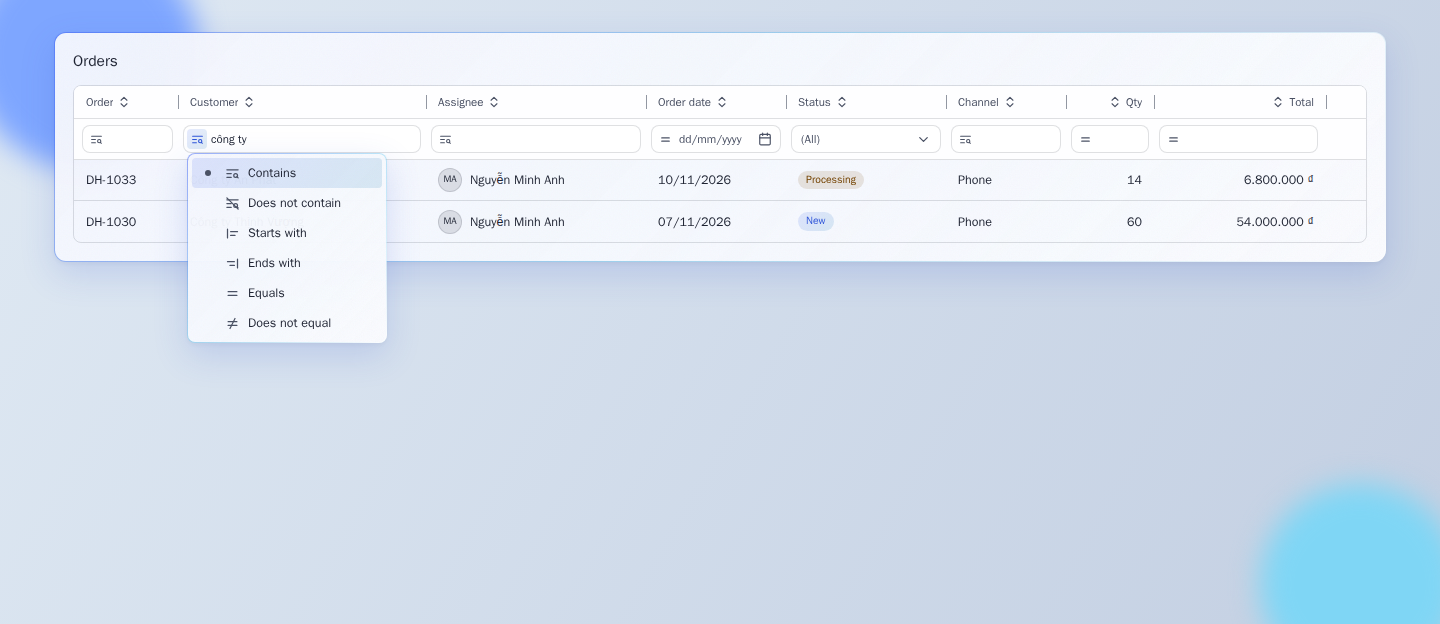 Orders
Order Customer Assignee Order date Status Channel Qty Total
công ty = dd/mm/yyyy (All) = =
DH-1033 MA Nguyễn Minh Anh 10/11/2026 Processing Phone 14 6.800.000 ₫
DH-1030 MA Nguyễn Minh Anh 07/11/2026 New Phone 60 54.000.000 ₫
Contains
Does not contain
Starts with
Ends with
Equals
Does not equal